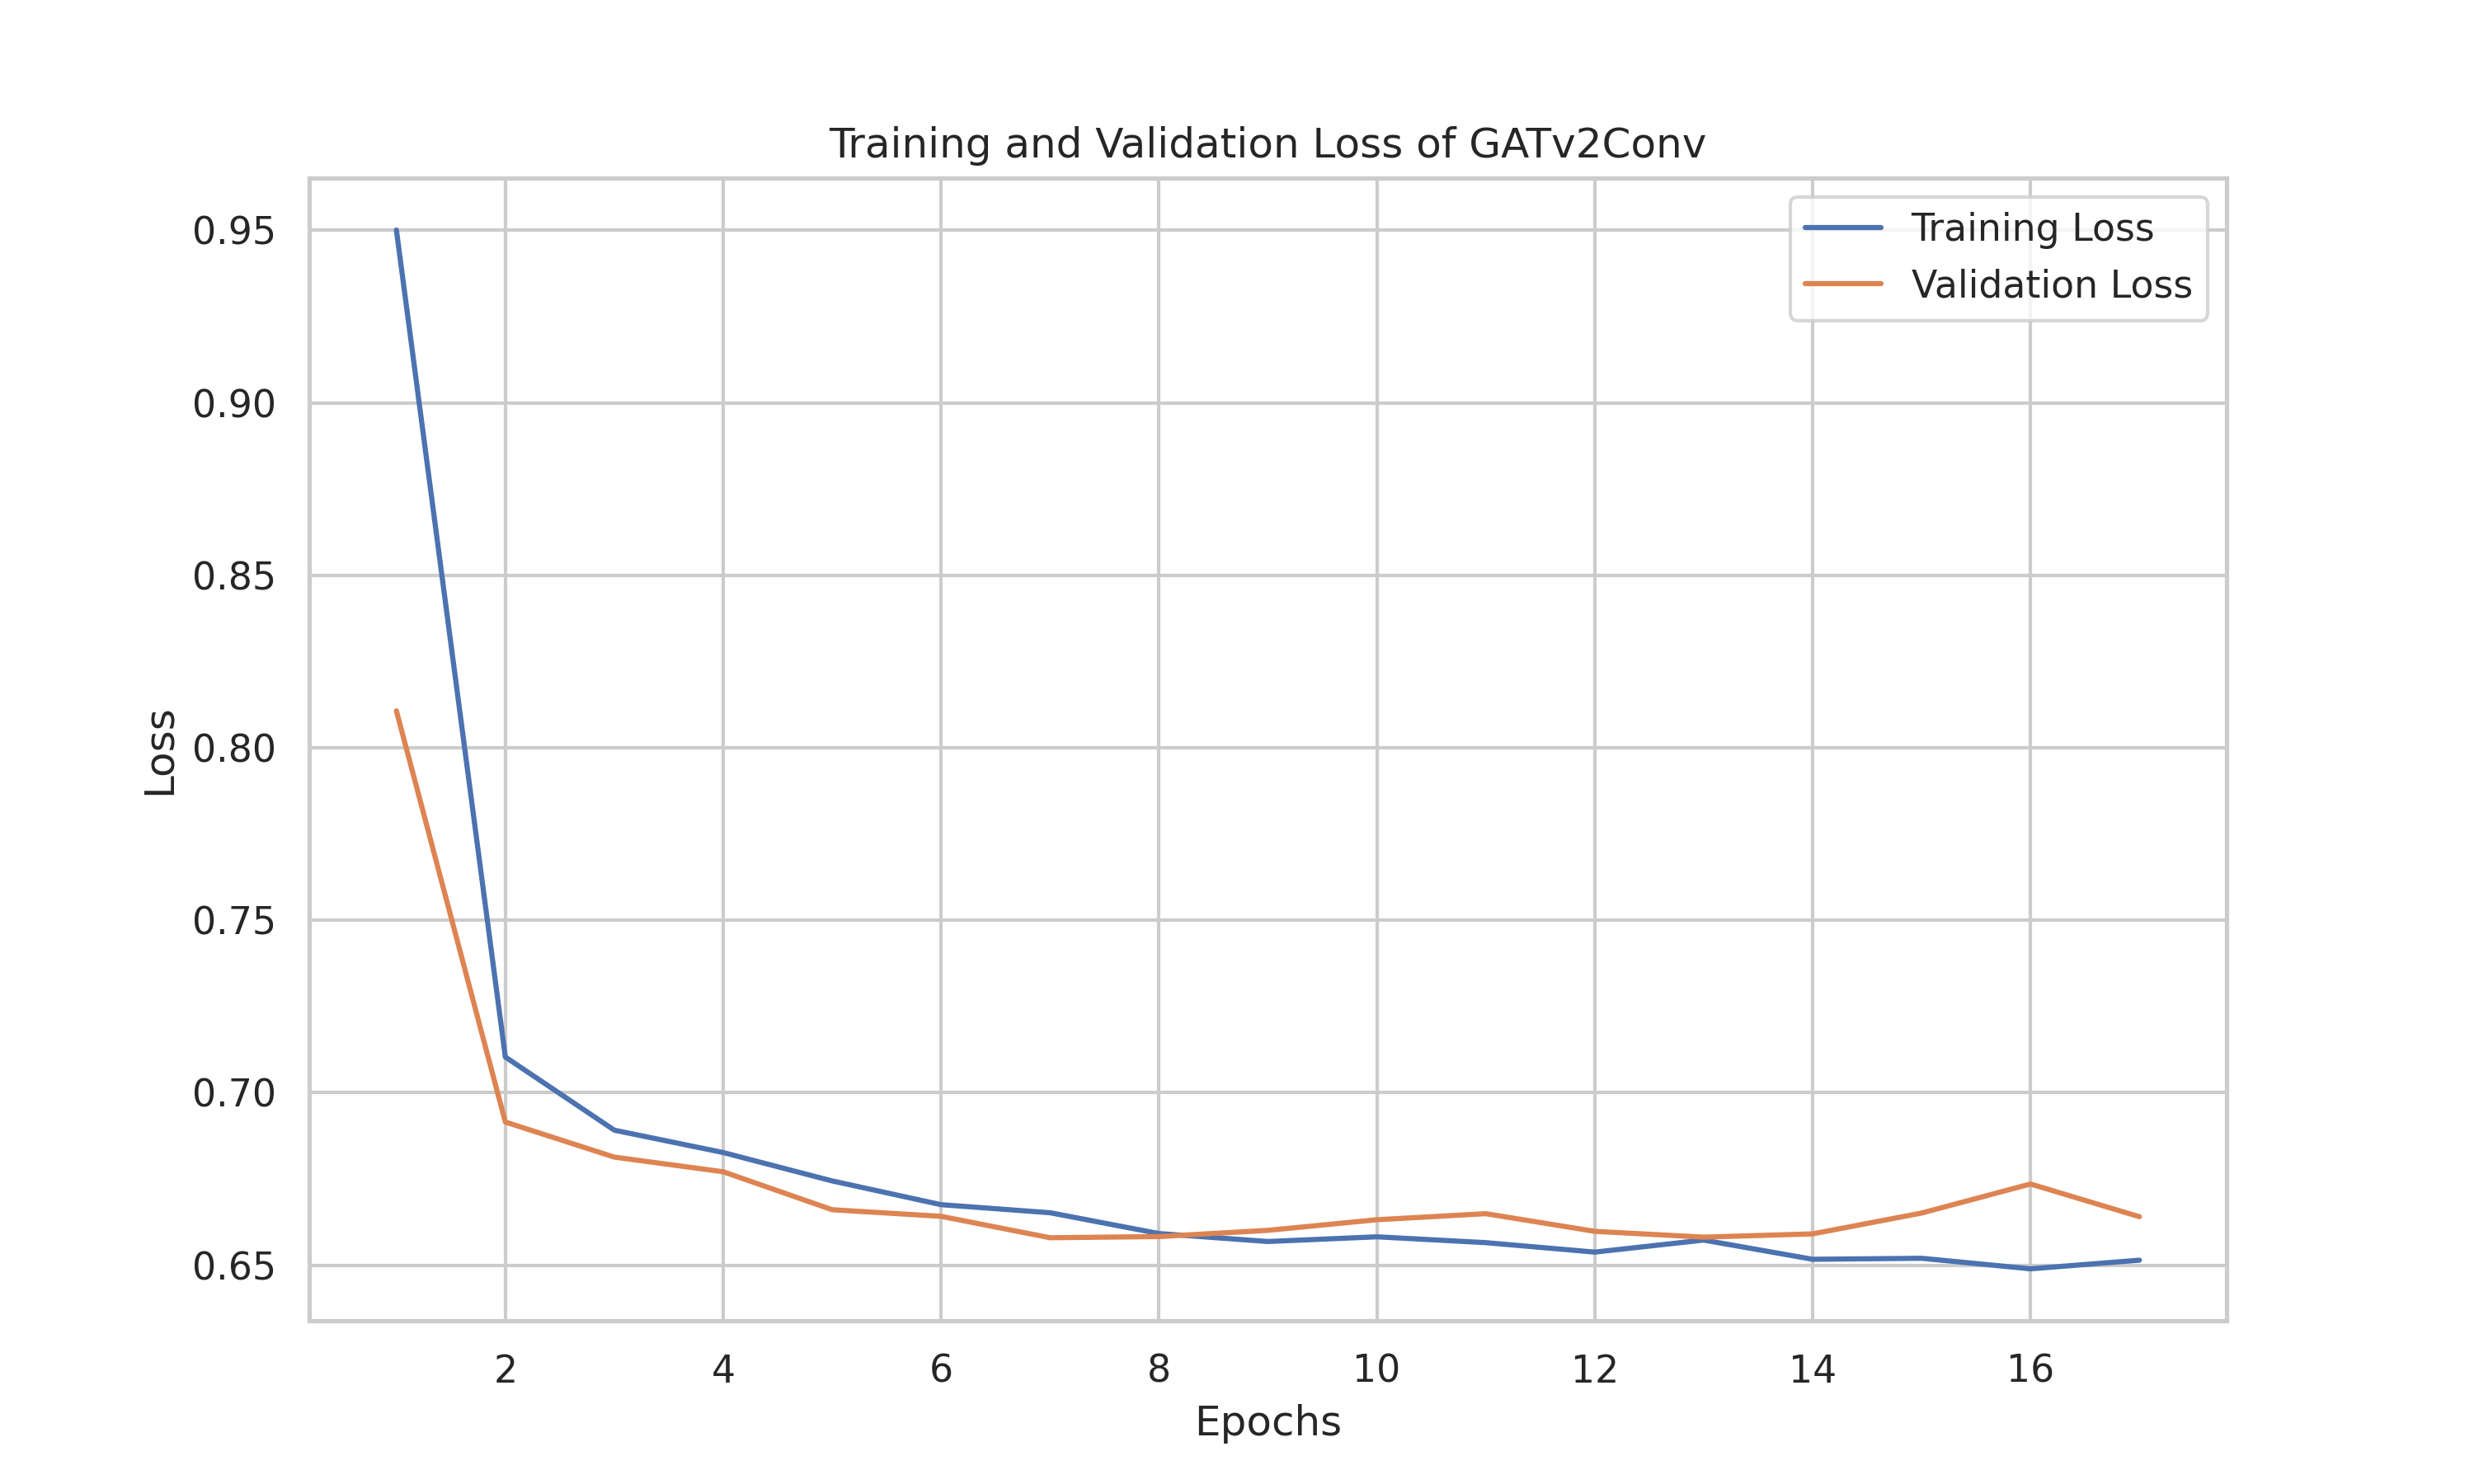 Training and Validation Loss of GATv2Conv
Training Loss
Validation Loss
0.95
0.90
0.85
0.80
0.75
0.70
0.65
Loss
2 4 6 8 10 12 14 16
Epochs